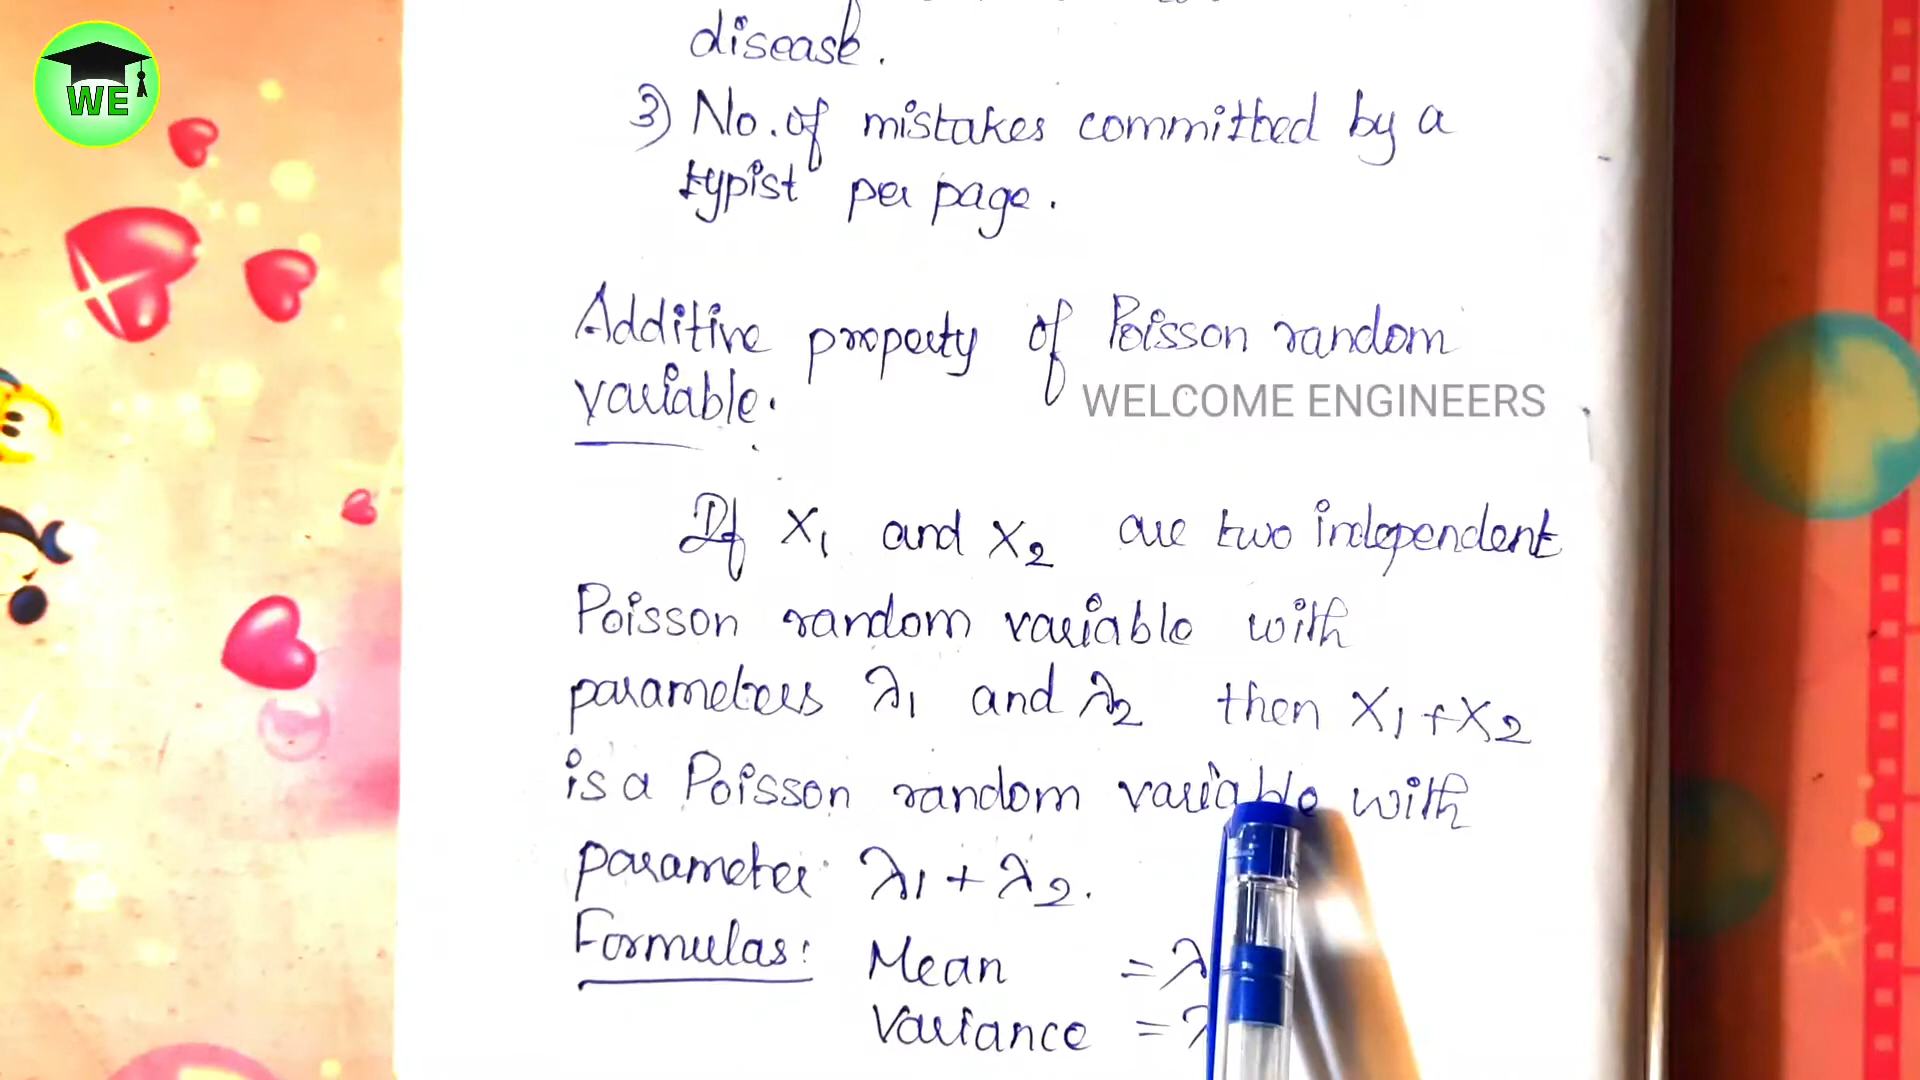 WE
disease.
3) No. of mistakes committed by a
typist per page.
Additive property of Poisson random
variable.
WELCOME ENGINEERS
If X₁ and X₂ are two independent
Poisson random variable with
parameters λ₁ and λ₂ then X₁+X₂
is a Poisson random variable with
parameter λ₁+λ₂.
Formulas: Mean = λ
Variance = λ